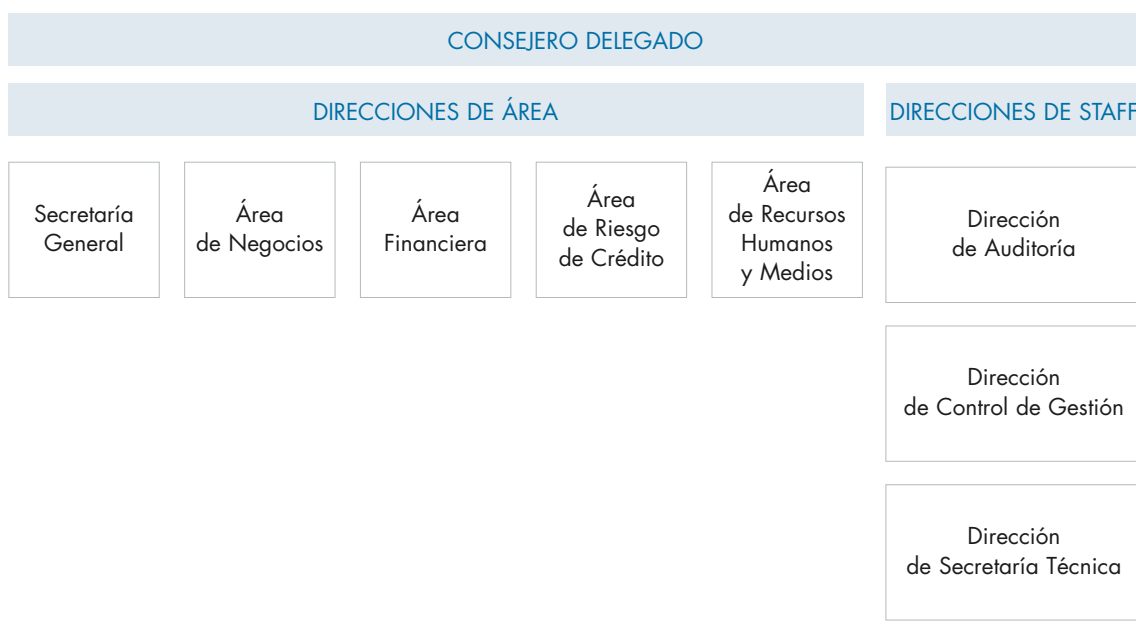 CONSEJERO DELEGADO
DIRECCIONES DE ÁREA
DIRECCIONES DE STAFF
Secretaría
General
Área
de Negocios
Área
Financiera
Área
de Riesgo
de Crédito
Área
de Recursos
Humanos
y Medios
Dirección
de Auditoría
Dirección
de Control de Gestión
Dirección
de Secretaría Técnica